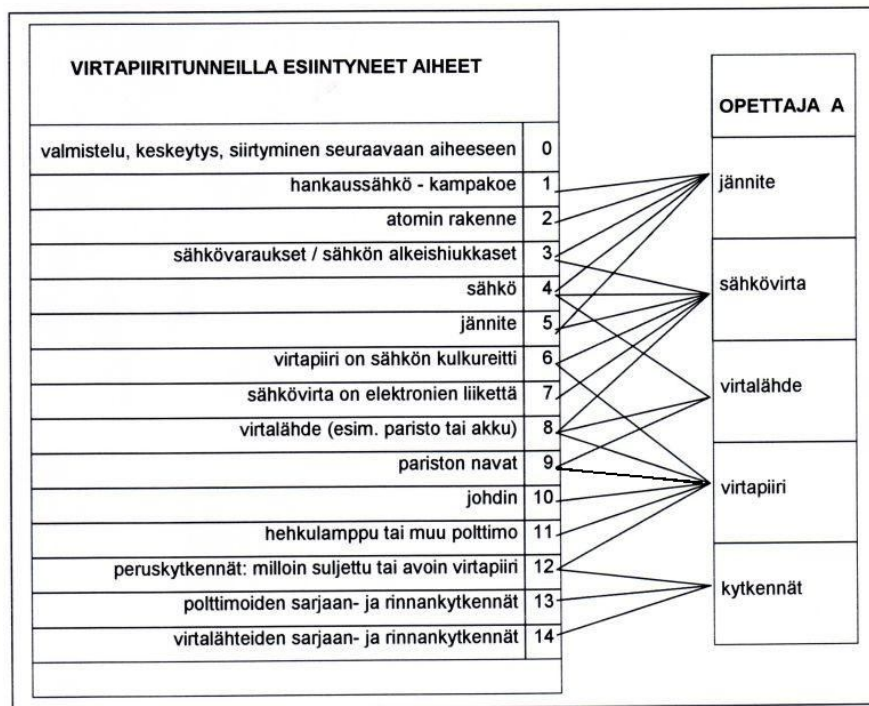 VIRTAPIIRITUNNEILLA ESIINTYNEET AIHEET
valmistelu, keskeytys, siirtyminen seuraavaan aiheeseen 0
hankaussähkö - kampakoe 1
atomin rakenne 2
sähkövaraukset / sähkön alkeishiukkaset 3
sähkö 4
jännite 5
virtapiiri on sähkön kulkureitti 6
sähkövirta on elektronien liikettä 7
virtalähde (esim. paristo tai akku) 8
pariston navat 9
johdin 10
hehkulamppu tai muu polttimo 11
peruskytkennät: milloin suljettu tai avoin virtapiiri 12
polttimoiden sarjaan- ja rinnankytkennät 13
virtalähteiden sarjaan- ja rinnankytkennät 14
OPETTAJA A
jännite
sähkövirta
virtalähde
virtapiiri
kytkennät